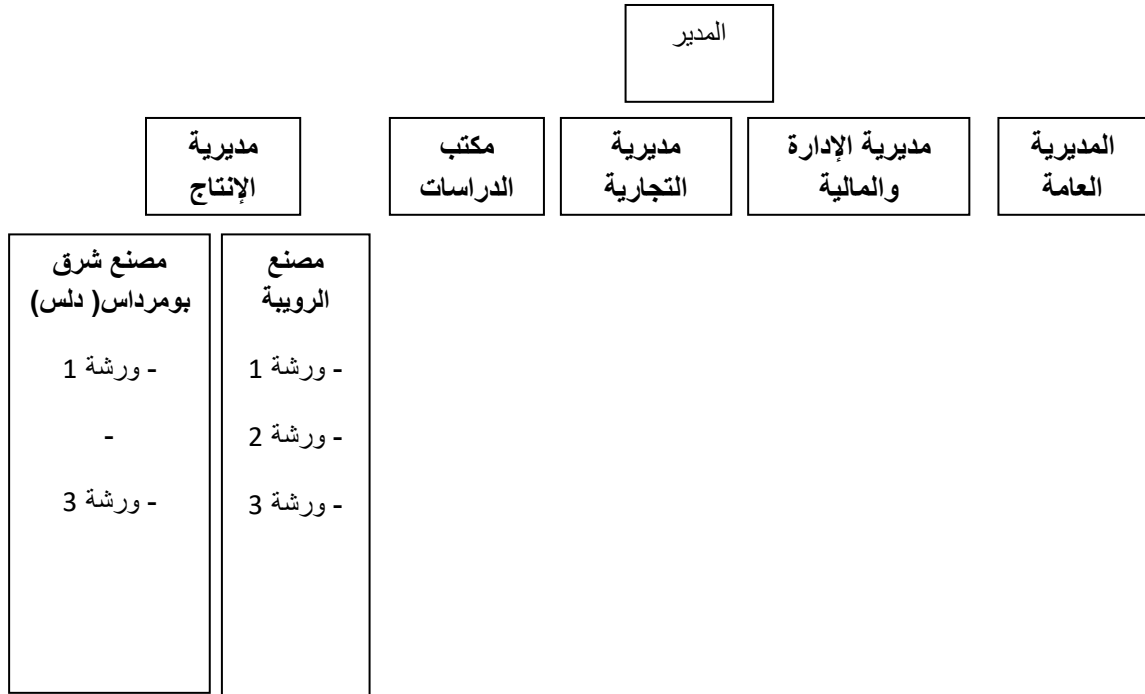 المدير
المديرية
العامة
مديرية الإدارة
والمالية
مديرية
التجارية
مكتب
الدراسات
مديرية
الإنتاج
مصنع
الرويبة
- ورشة 1
- ورشة 2
- ورشة 3
مصنع شرق
بومرداس( دلس)
- ورشة 1
-
- ورشة 3